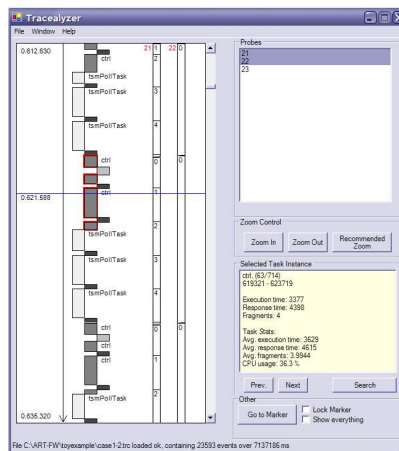 Tracealyzer
File Window Help
0.612.630
21 1 22 0
ctrl
2
tsmPollTask
tsmPollTask
3
tsmPollTask
4
ctrl
0 0
ctrl
1
0.621.588
2
tsmPollTask
tsmPollTask
3
tsmPollTask
4
ctrl
0 0
ctrl
ctrl
1
tsmPollTask
2
0.635.320
Probes
21
22
23
Zoom Control
Zoom In Zoom Out Recommended Zoom
Selected Task Instance
ctrl, (63/714)
619321 - 623719
Execution time: 3377
Response time: 4398
Fragments: 4
Task Stats:
Avg. execution time: 3629
Avg. response time: 4615
Avg. fragments: 3.9944
CPU usage: 36.3 %
Prev. Next Search
Other
Go to Marker
Lock Marker
Show everything
File C:\ART-FW\toyexample\case1-2.trc loaded ok, containing 23593 events over 7137186 ms